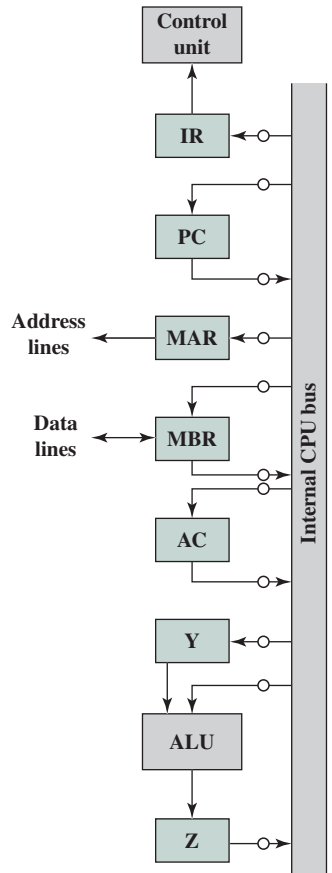 Control
unit
IR
PC
Address
lines
MAR
Data
lines
MBR
Internal CPU bus
AC
Y
ALU
Z